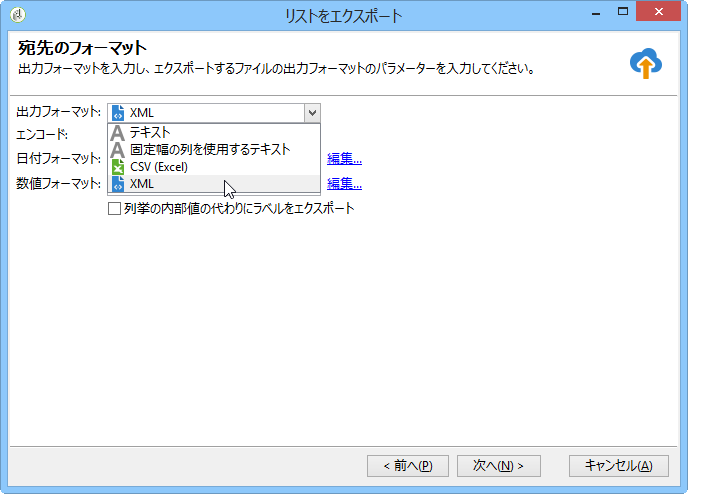 リストをエクスポート
宛先のフォーマット
出力フォーマットを入力し、エクスポートするファイルの出力フォーマットのパラメーターを入力してください。
出力フォーマット: XML
エンコード: テキスト
固定幅の列を使用するテキスト
日付フォーマット: CSV (Excel) 編集...
数値フォーマット: XML 編集...
列挙の内部値の代わりにラベルをエクスポート
< 前へ(P) 次へ(N) > キャンセル(A)